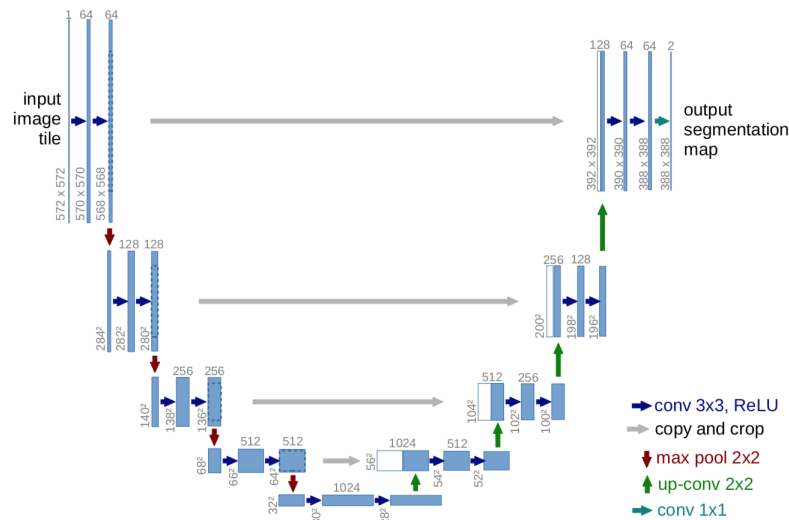 1 64 64
input
image
tile
572 x 572
570 x 570
568 x 568
128 64 64 2
392 x 392
390 x 390
388 x 388
388 x 388
output
segmentation
map
128 128
284²
282²
280²
256 128
200²
198²
196²
256 256
140²
138²
136²
512 256
104²
102²
100²
512 512
68²
66²
64²
1024 512
56²
54²
52²
1024
32²
conv 3x3, ReLU
copy and crop
max pool 2x2
up-conv 2x2
conv 1x1